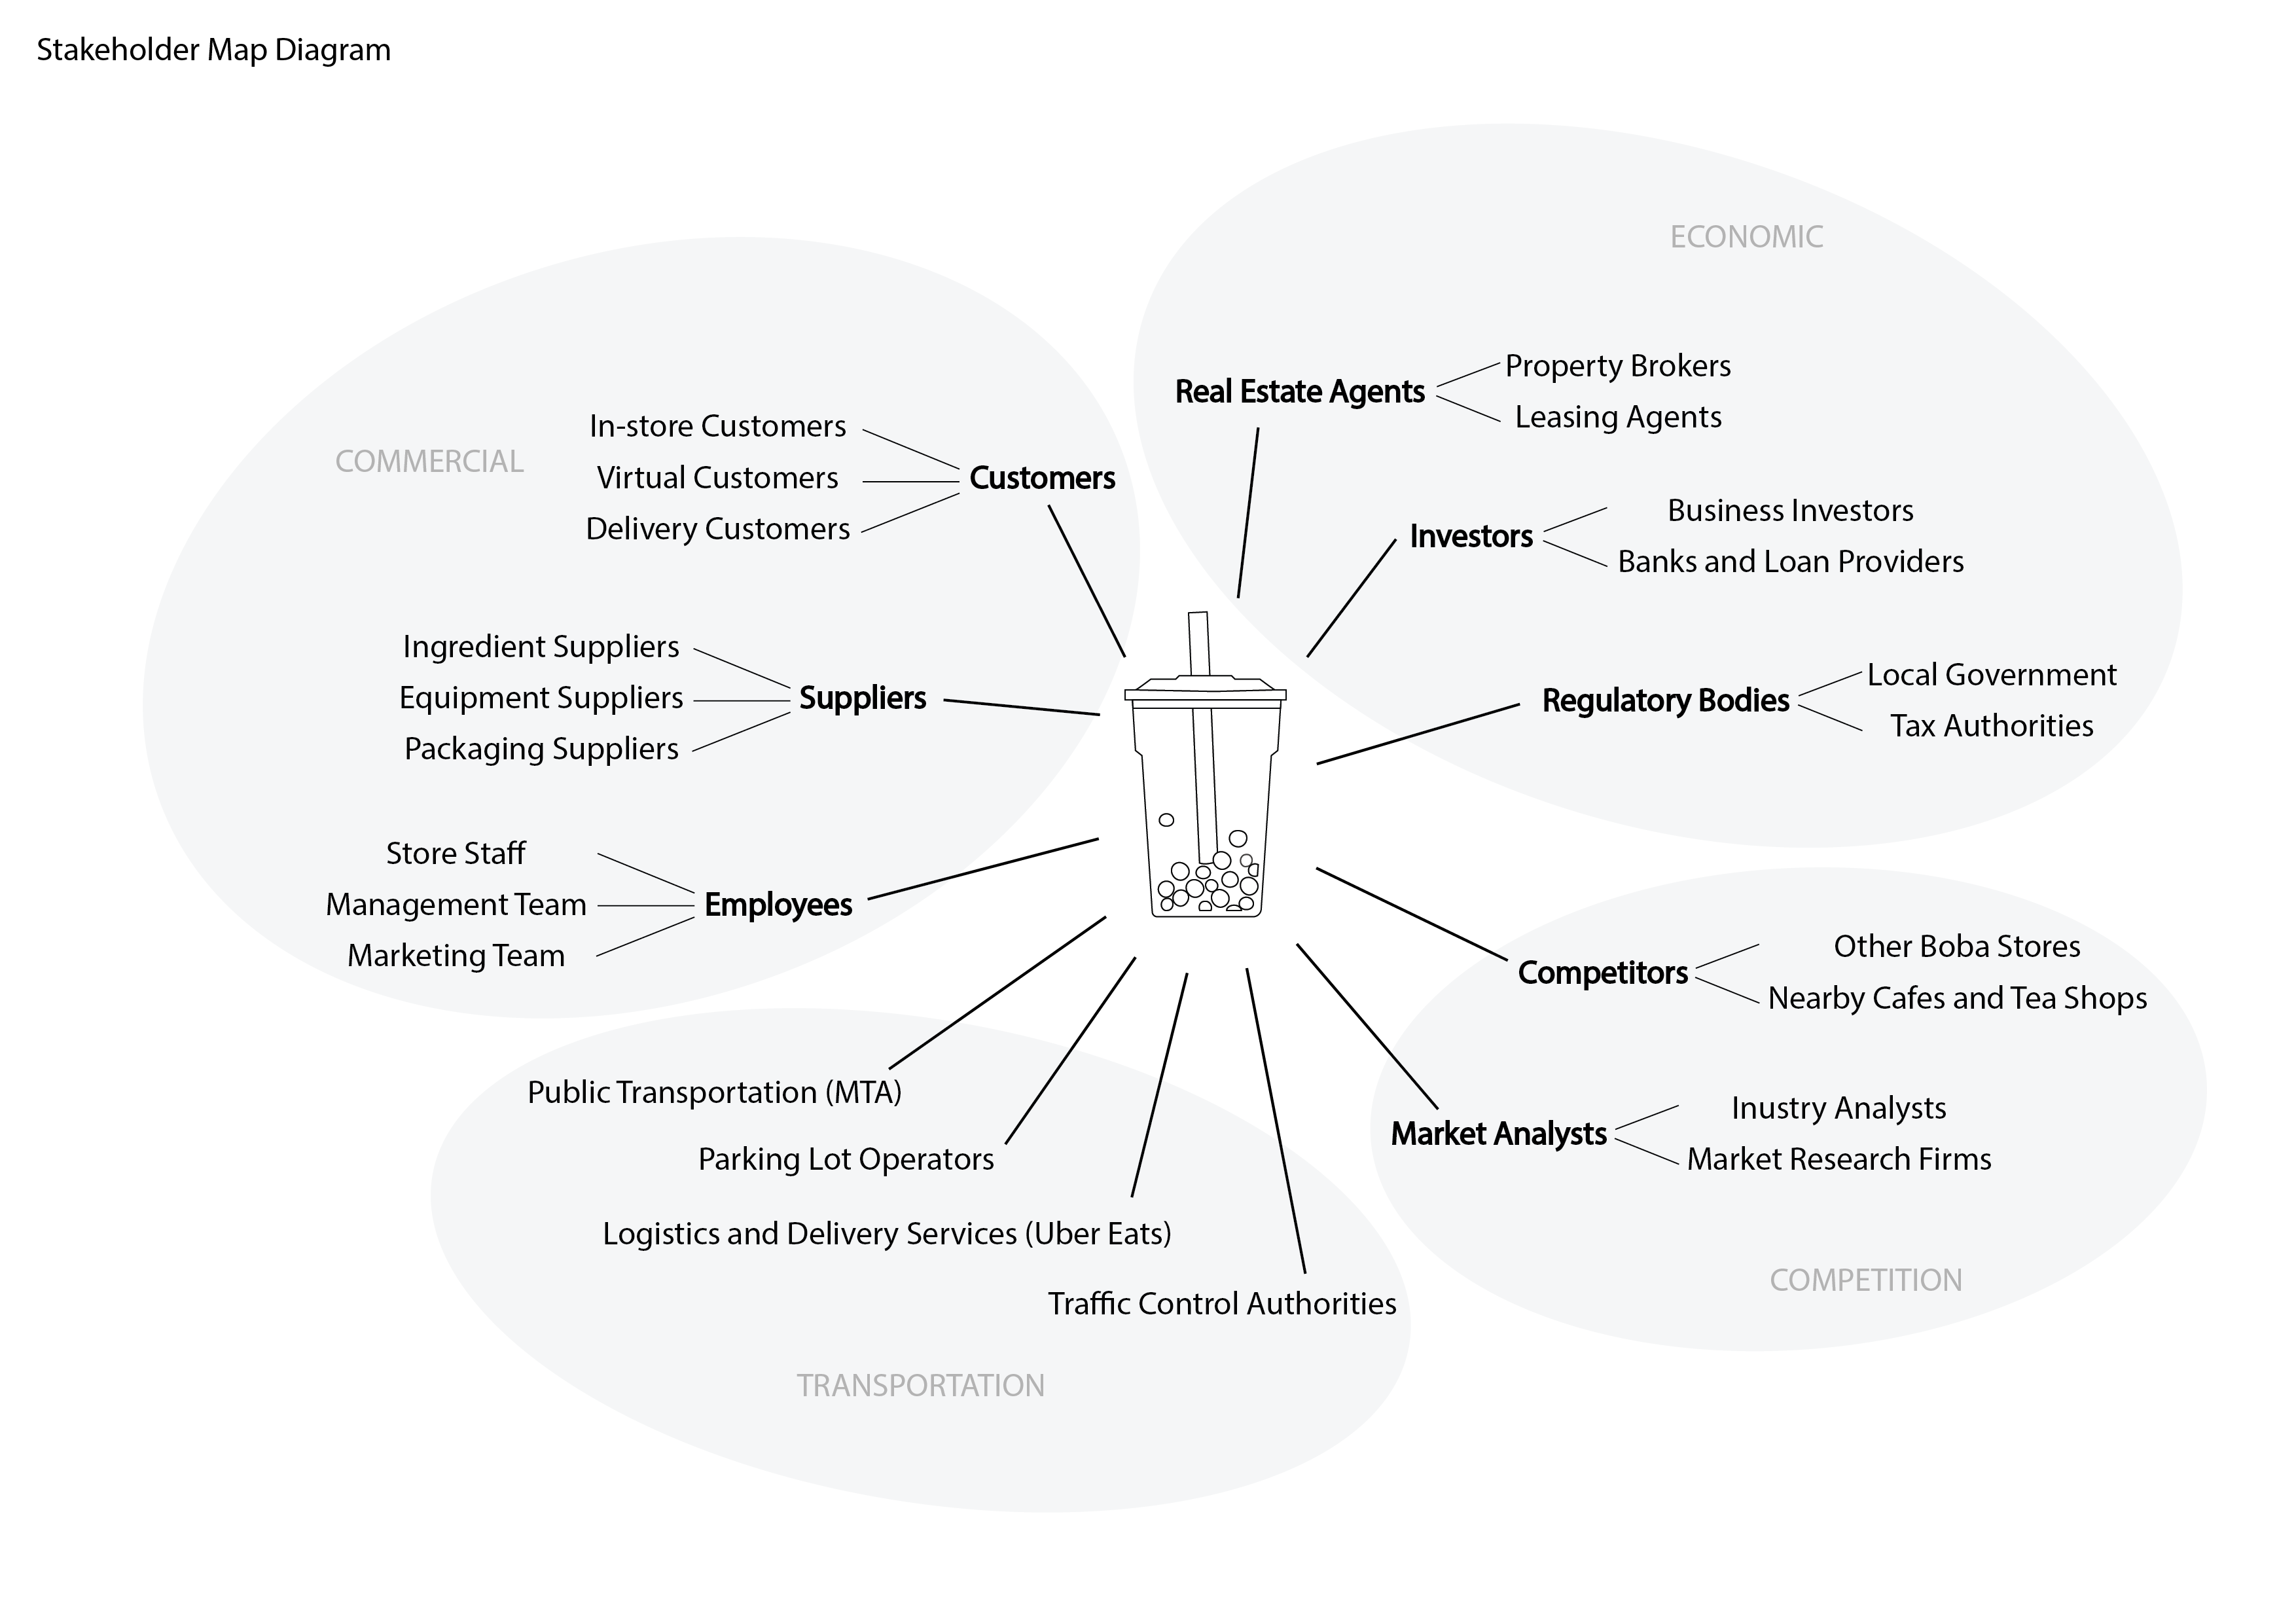 Stakeholder Map Diagram
ECONOMIC
Real Estate Agents
Property Brokers
Leasing Agents
Investors
Business Investors
Banks and Loan Providers
Regulatory Bodies
Local Government
Tax Authorities
COMMERCIAL
In-store Customers
Virtual Customers
Delivery Customers
Customers
Ingredient Suppliers
Equipment Suppliers
Packaging Suppliers
Suppliers
Store Staff
Management Team
Marketing Team
Employees
Competitors
Other Boba Stores
Nearby Cafes and Tea Shops
Market Analysts
Inustry Analysts
Market Research Firms
COMPETITION
Public Transportation (MTA)
Parking Lot Operators
Logistics and Delivery Services (Uber Eats)
Traffic Control Authorities
TRANSPORTATION